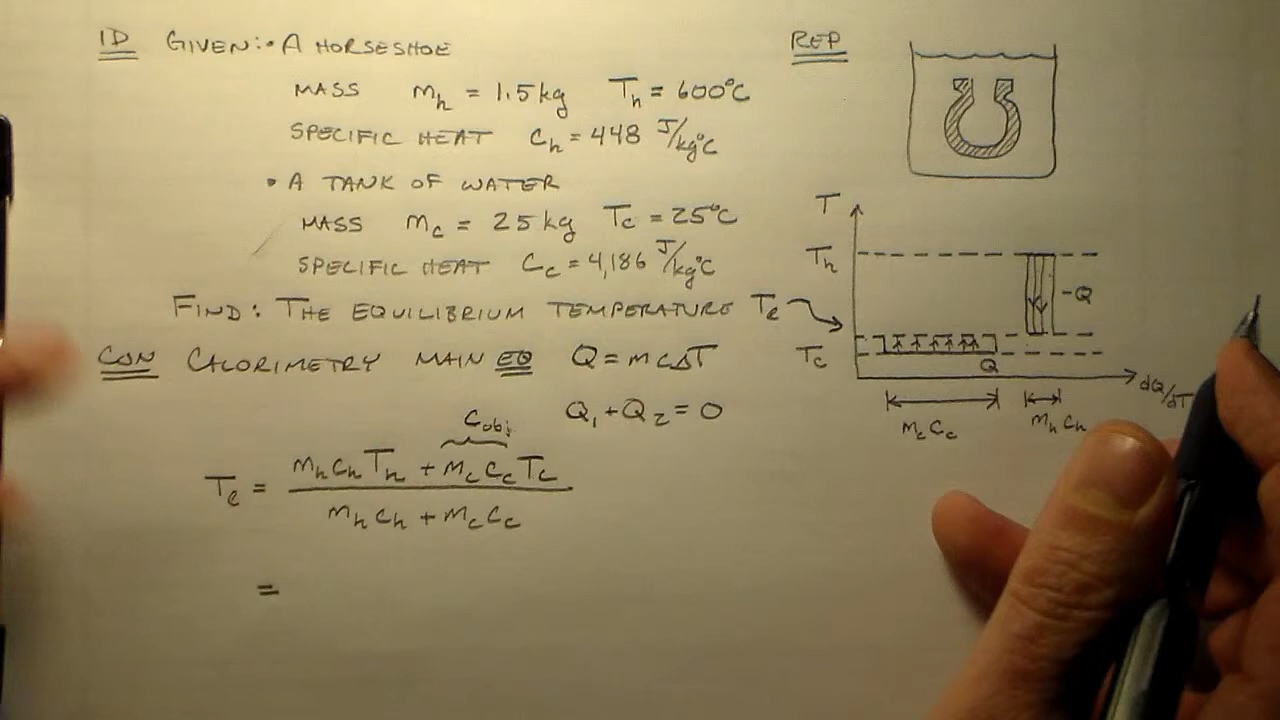 ID GIVEN: • A HORSESHOE
MASS m_h = 1.5 kg T_h = 600°C
SPECIFIC HEAT C_h = 448 J/kg°C
• A TANK OF WATER
MASS m_c = 25 kg T_c = 25°C
SPECIFIC HEAT C_c = 4,186 J/kg°C
FIND: THE EQUILIBRIUM TEMPERATURE T_e
CON CALORIMETRY MAIN EQ Q = mcΔT
Q_1 + Q_2 = 0
C_obj
T_e = (m_h c_h T_h + m_c c_c T_c) / (m_h c_h + m_c c_c)
=
REP
T
T_h
-Q
T_c
Q
dQ/dT
m_c C_c
m_h C_h